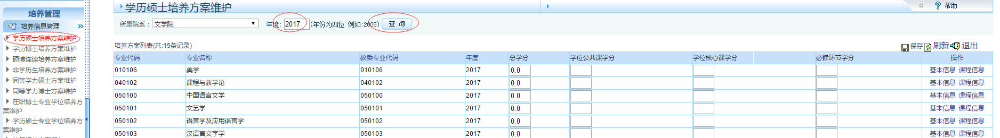 培养管理
培养信息管理
学历硕士培养方案维护
学历博士培养方案维护
硕博连读培养方案维护
非学历生培养方案维护
同等学力硕士方案维护
同等学力博士方案维护
在职博士专业学位培养方案维护
学历硕士专业学位培养方案维护
学历硕士培养方案维护
帮助
所属院系: 文学院 年度: 2017 (年份为四位 例如:2005) 查 询
培养方案列表(共:15条记录) 保存 刷新 退出
专业代码 专业名称 教委专业代码 年度 总学分 学位公共课学分 学位核心课学分 必修环节学分 操作
010106 美学 010106 2017 0.0 基本信息 课程信息
040102 课程与教学论 040102 2017 0.0 基本信息 课程信息
050100 中国语言文学 050100 2017 0.0 基本信息 课程信息
050101 文艺学 050101 2017 0.0 基本信息 课程信息
050102 语言学及应用语言学 050102 2017 0.0 基本信息 课程信息
050103 汉语言文字学 050103 2017 0.0 基本信息 课程信息